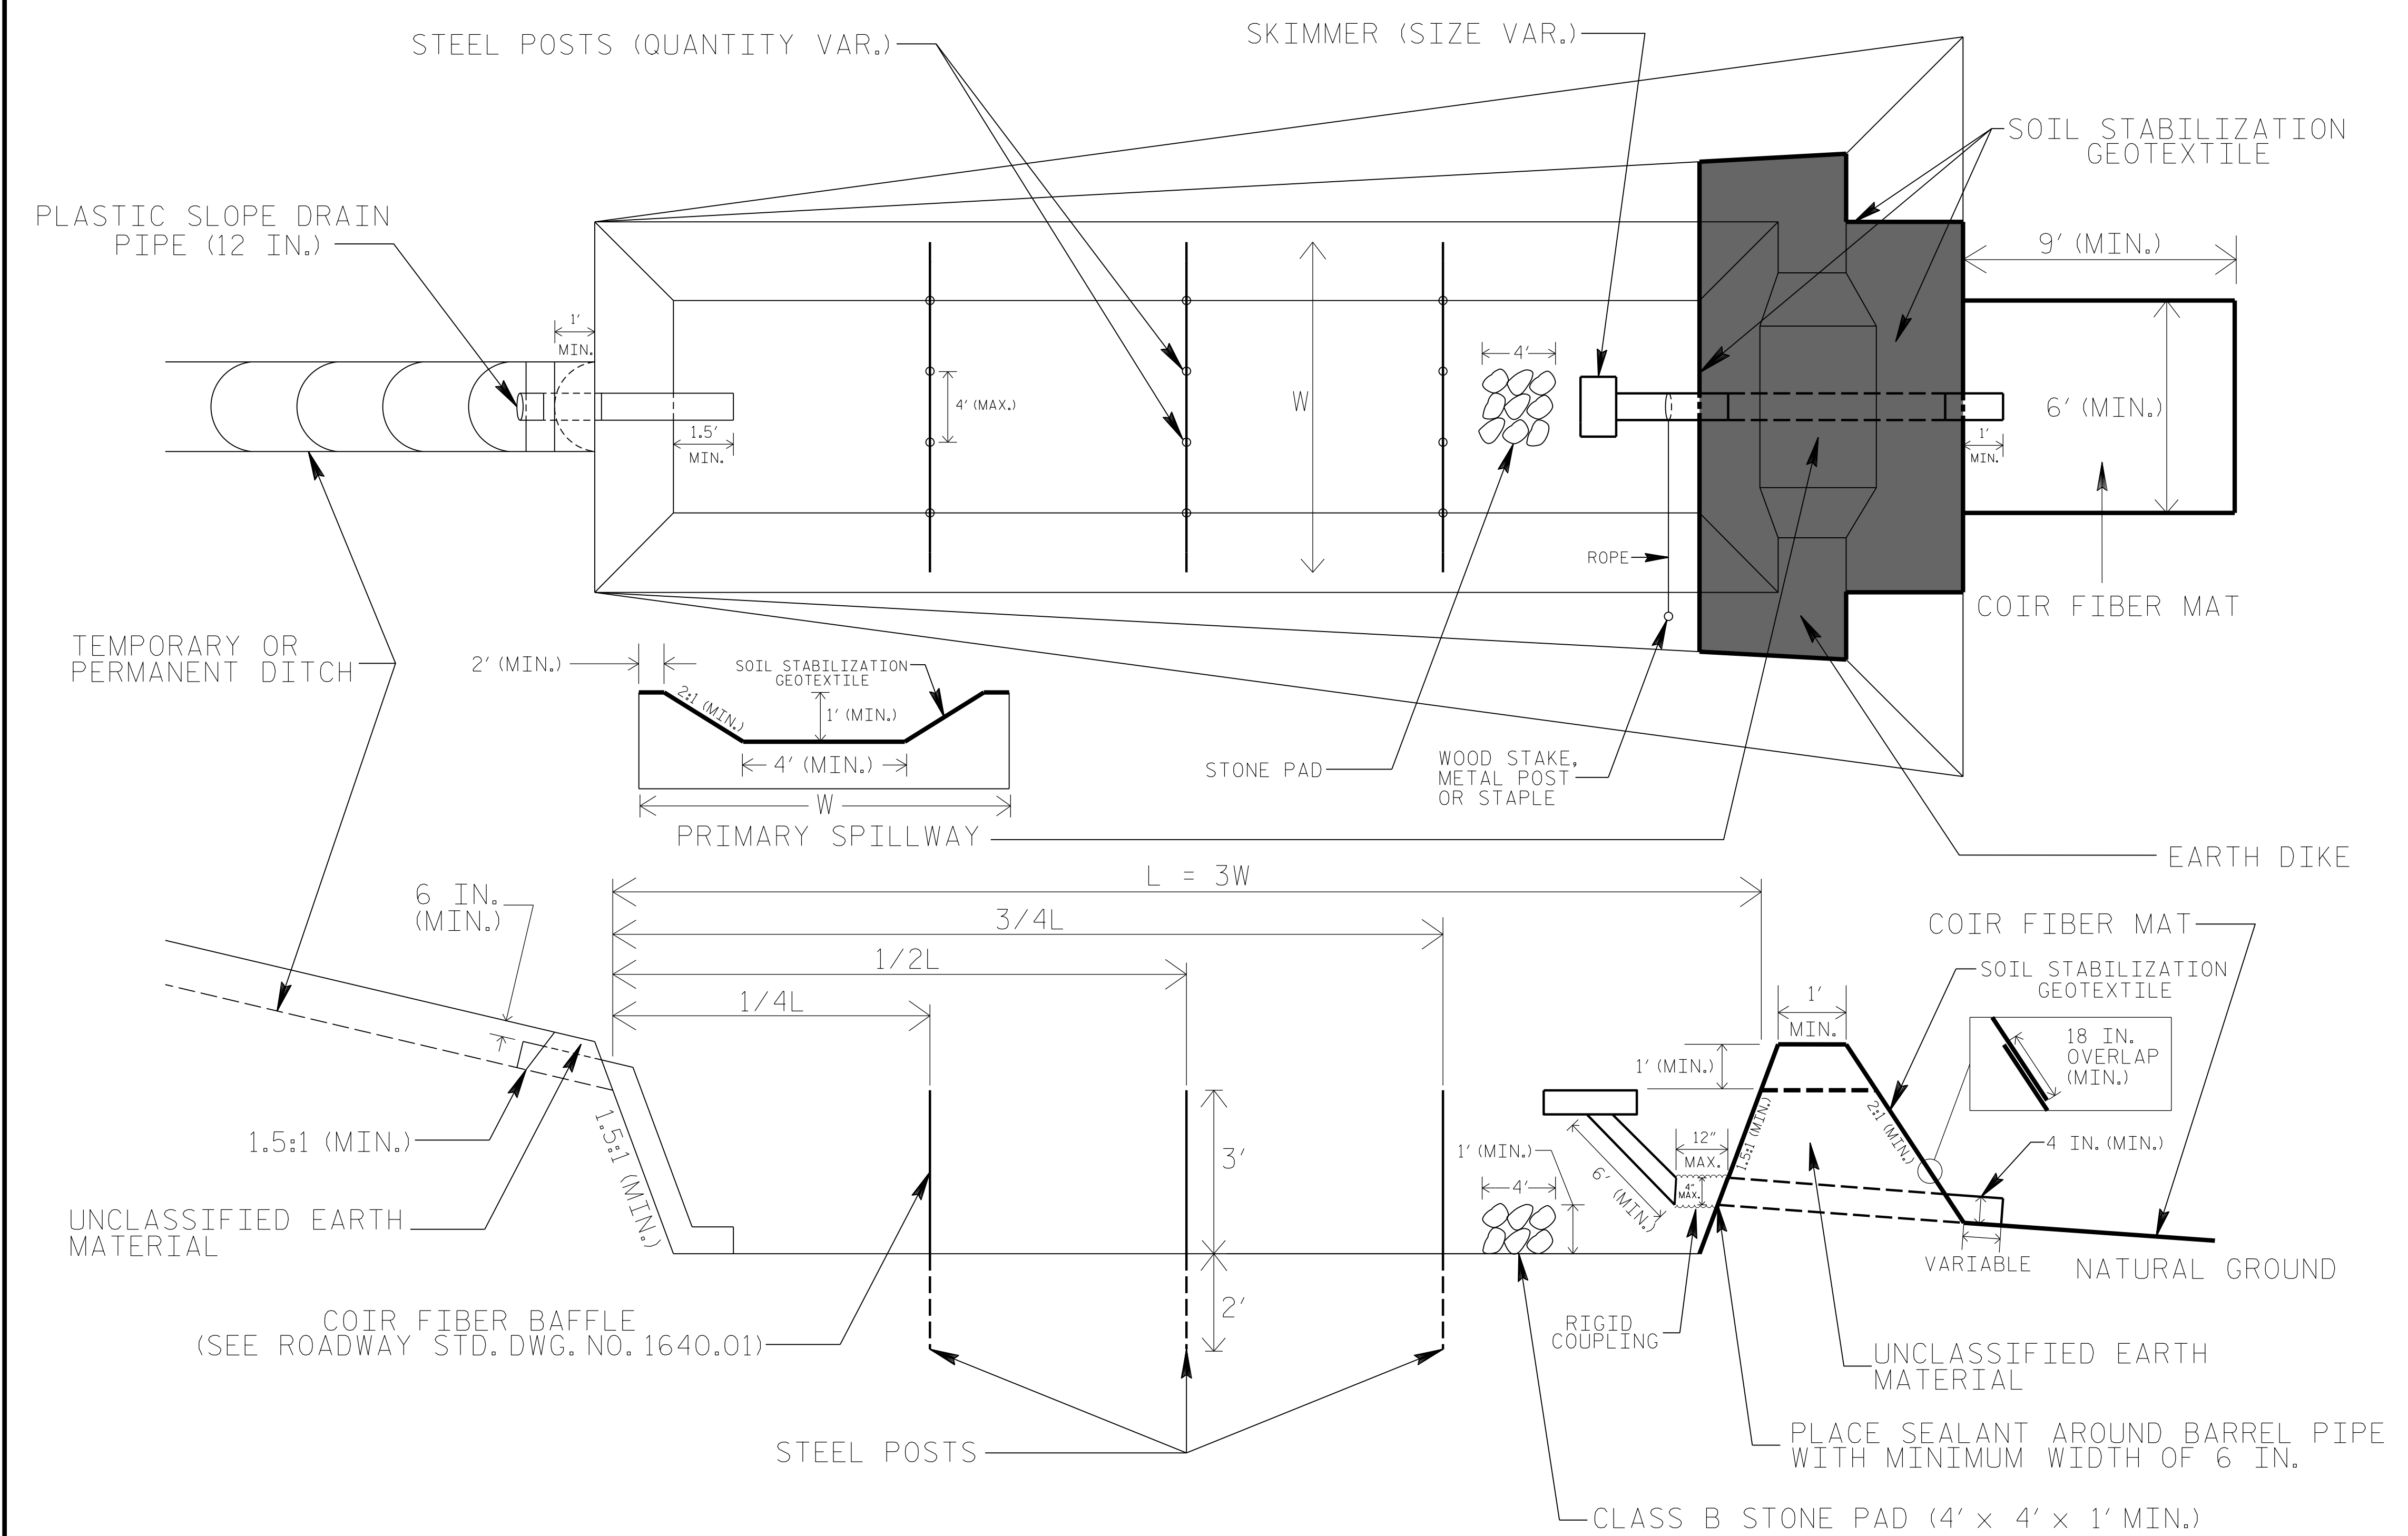 STEEL POSTS (QUANTITY VAR.)
SKIMMER (SIZE VAR.)
SOIL STABILIZATION
GEOTEXTILE
PLASTIC SLOPE DRAIN
PIPE (12 IN.)
9' (MIN.)
1'
MIN.
4'
4' (MAX.)
W
6' (MIN.)
1.5'
MIN.
1'
MIN.
ROPE
COIR FIBER MAT
TEMPORARY OR
PERMANENT DITCH
2' (MIN.)
SOIL STABILIZATION
GEOTEXTILE
2:1 (MIN.)
1' (MIN.)
4' (MIN.)
W
PRIMARY SPILLWAY
STONE PAD
WOOD STAKE,
METAL POST
OR STAPLE
EARTH DIKE
L = 3W
6 IN.
(MIN.)
3/4L
1/2L
1/4L
COIR FIBER MAT
SOIL STABILIZATION
GEOTEXTILE
1'
MIN.
18 IN.
OVERLAP
(MIN.)
1' (MIN.)
1.5:1 (MIN.)
1.5:1 (MIN.)
3'
2'
1' (MIN.)
4'
6' (MIN.)
12"
MAX.
4"
MAX.
1.5:1 (MIN.)
2:1 (MIN.)
4 IN. (MIN.)
VARIABLE
NATURAL GROUND
UNCLASSIFIED EARTH
MATERIAL
COIR FIBER BAFFLE
(SEE ROADWAY STD. DWG. NO. 1640.01)
RIGID
COUPLING
UNCLASSIFIED EARTH
MATERIAL
STEEL POSTS
PLACE SEALANT AROUND BARREL PIPE
WITH MINIMUM WIDTH OF 6 IN.
CLASS B STONE PAD (4' x 4' x 1' MIN.)